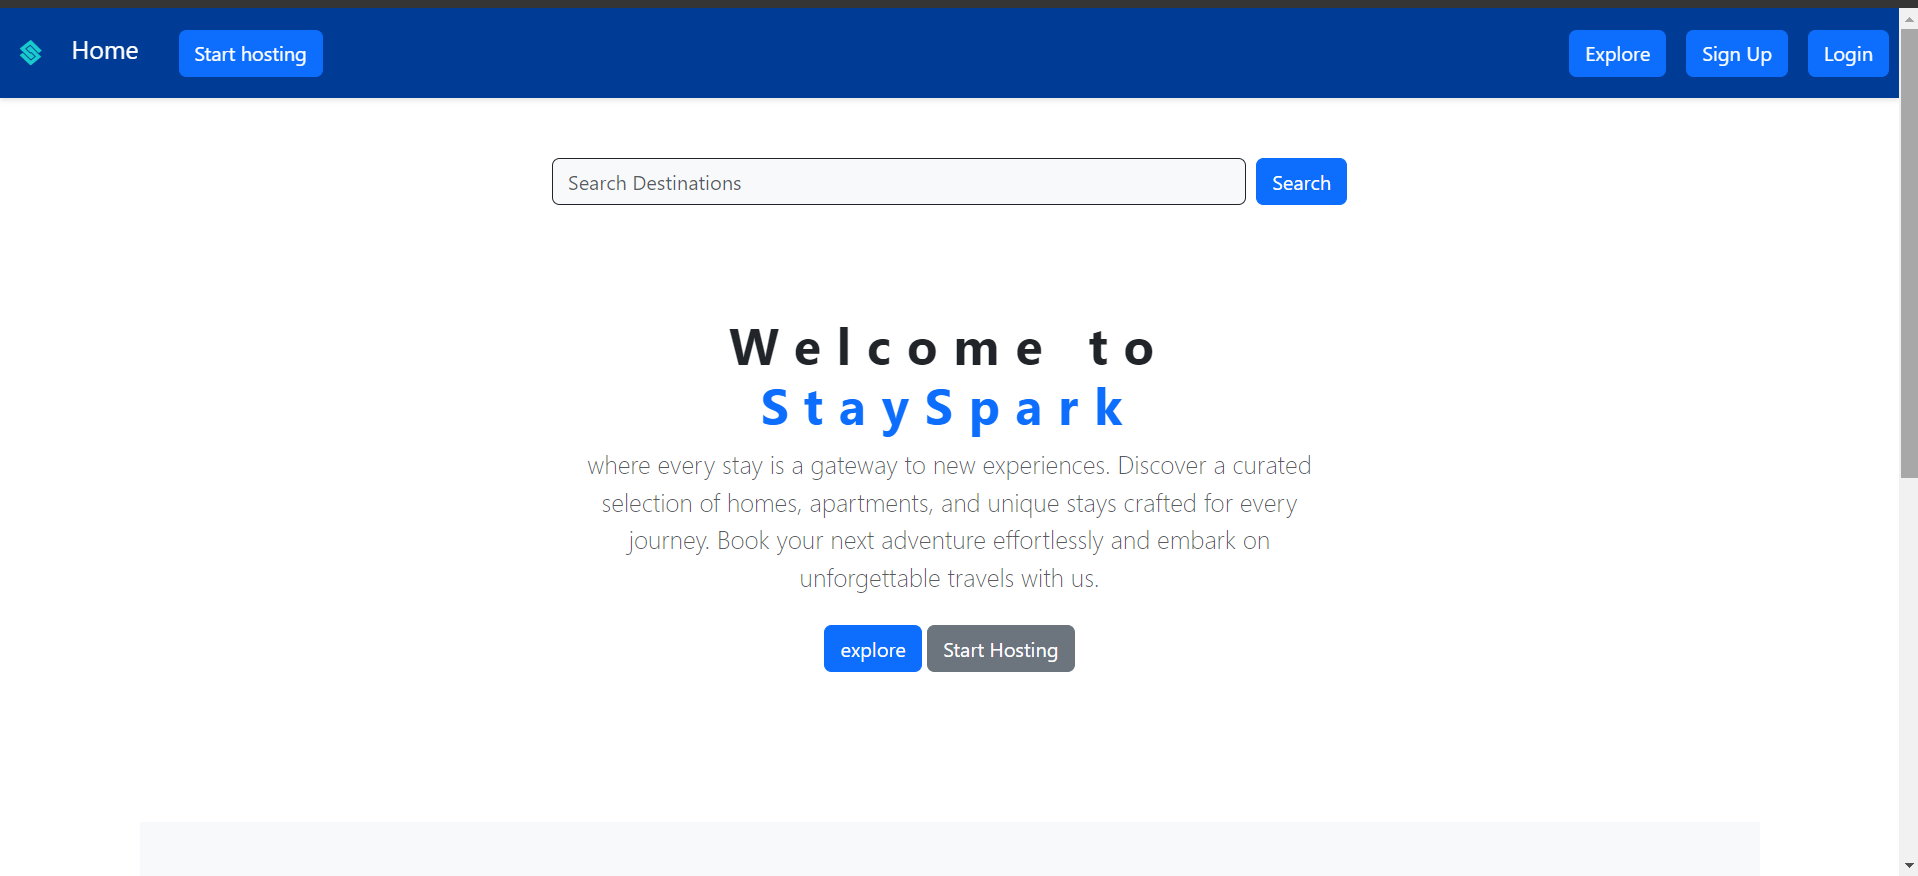 Home
Start hosting
Explore
Sign Up
Login
Search Destinations
Search
Welcome to
StaySpark
where every stay is a gateway to new experiences. Discover a curated
selection of homes, apartments, and unique stays crafted for every
journey. Book your next adventure effortlessly and embark on
unforgettable travels with us.
explore
Start Hosting